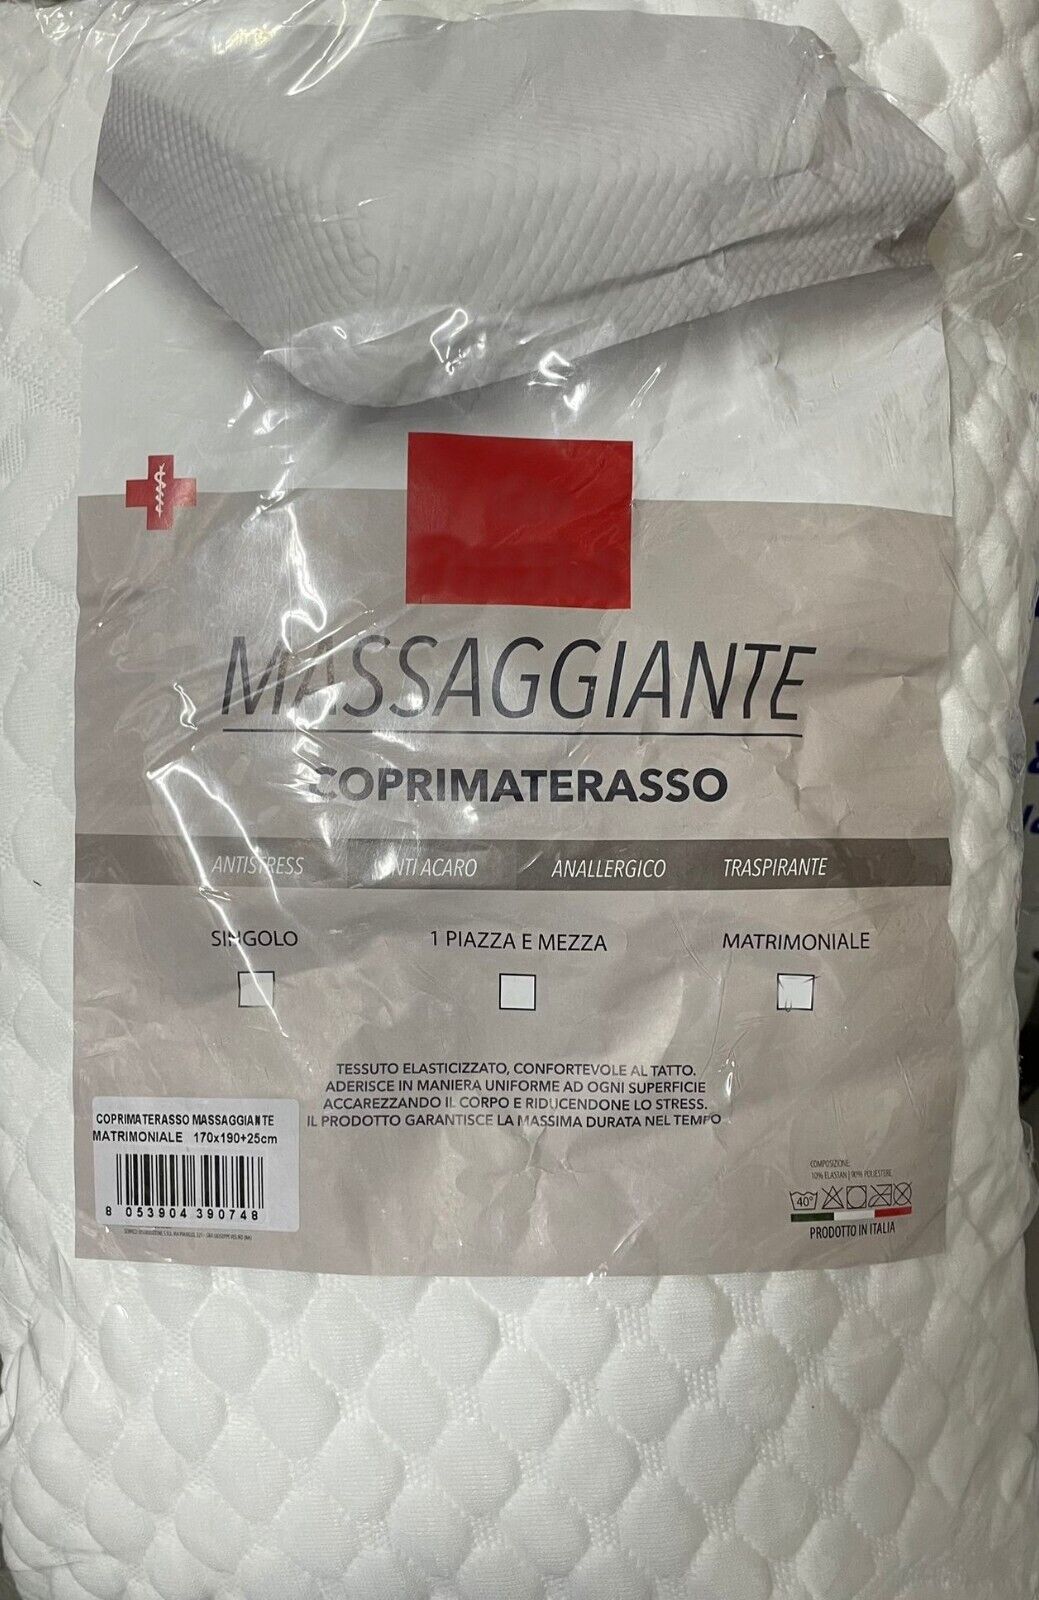 MASSAGGIANTE
COPRIMATERASSO
ANTISTRESS ANTI ACARO ANALLERGICO TRASPIRANTE
SINGOLO 1 PIAZZA E MEZZA MATRIMONIALE
TESSUTO ELASTICIZZATO, CONFORTEVOLE AL TATTO.
ADERISCE IN MANIERA UNIFORME AD OGNI SUPERFICIE
ACCAREZZANDO IL CORPO E RIDUCENDONE LO STRESS.
IL PRODOTTO GARANTISCE LA MASSIMA DURATA NEL TEMPO
COPRIMATERASSO MASSAGGIANTE
MATRIMONIALE 170x190+25cm
8 053904 390748
COMPOSIZIONE:
10% ELASTAN | 90% POLIESTERE
40°
PRODOTTO IN ITALIA